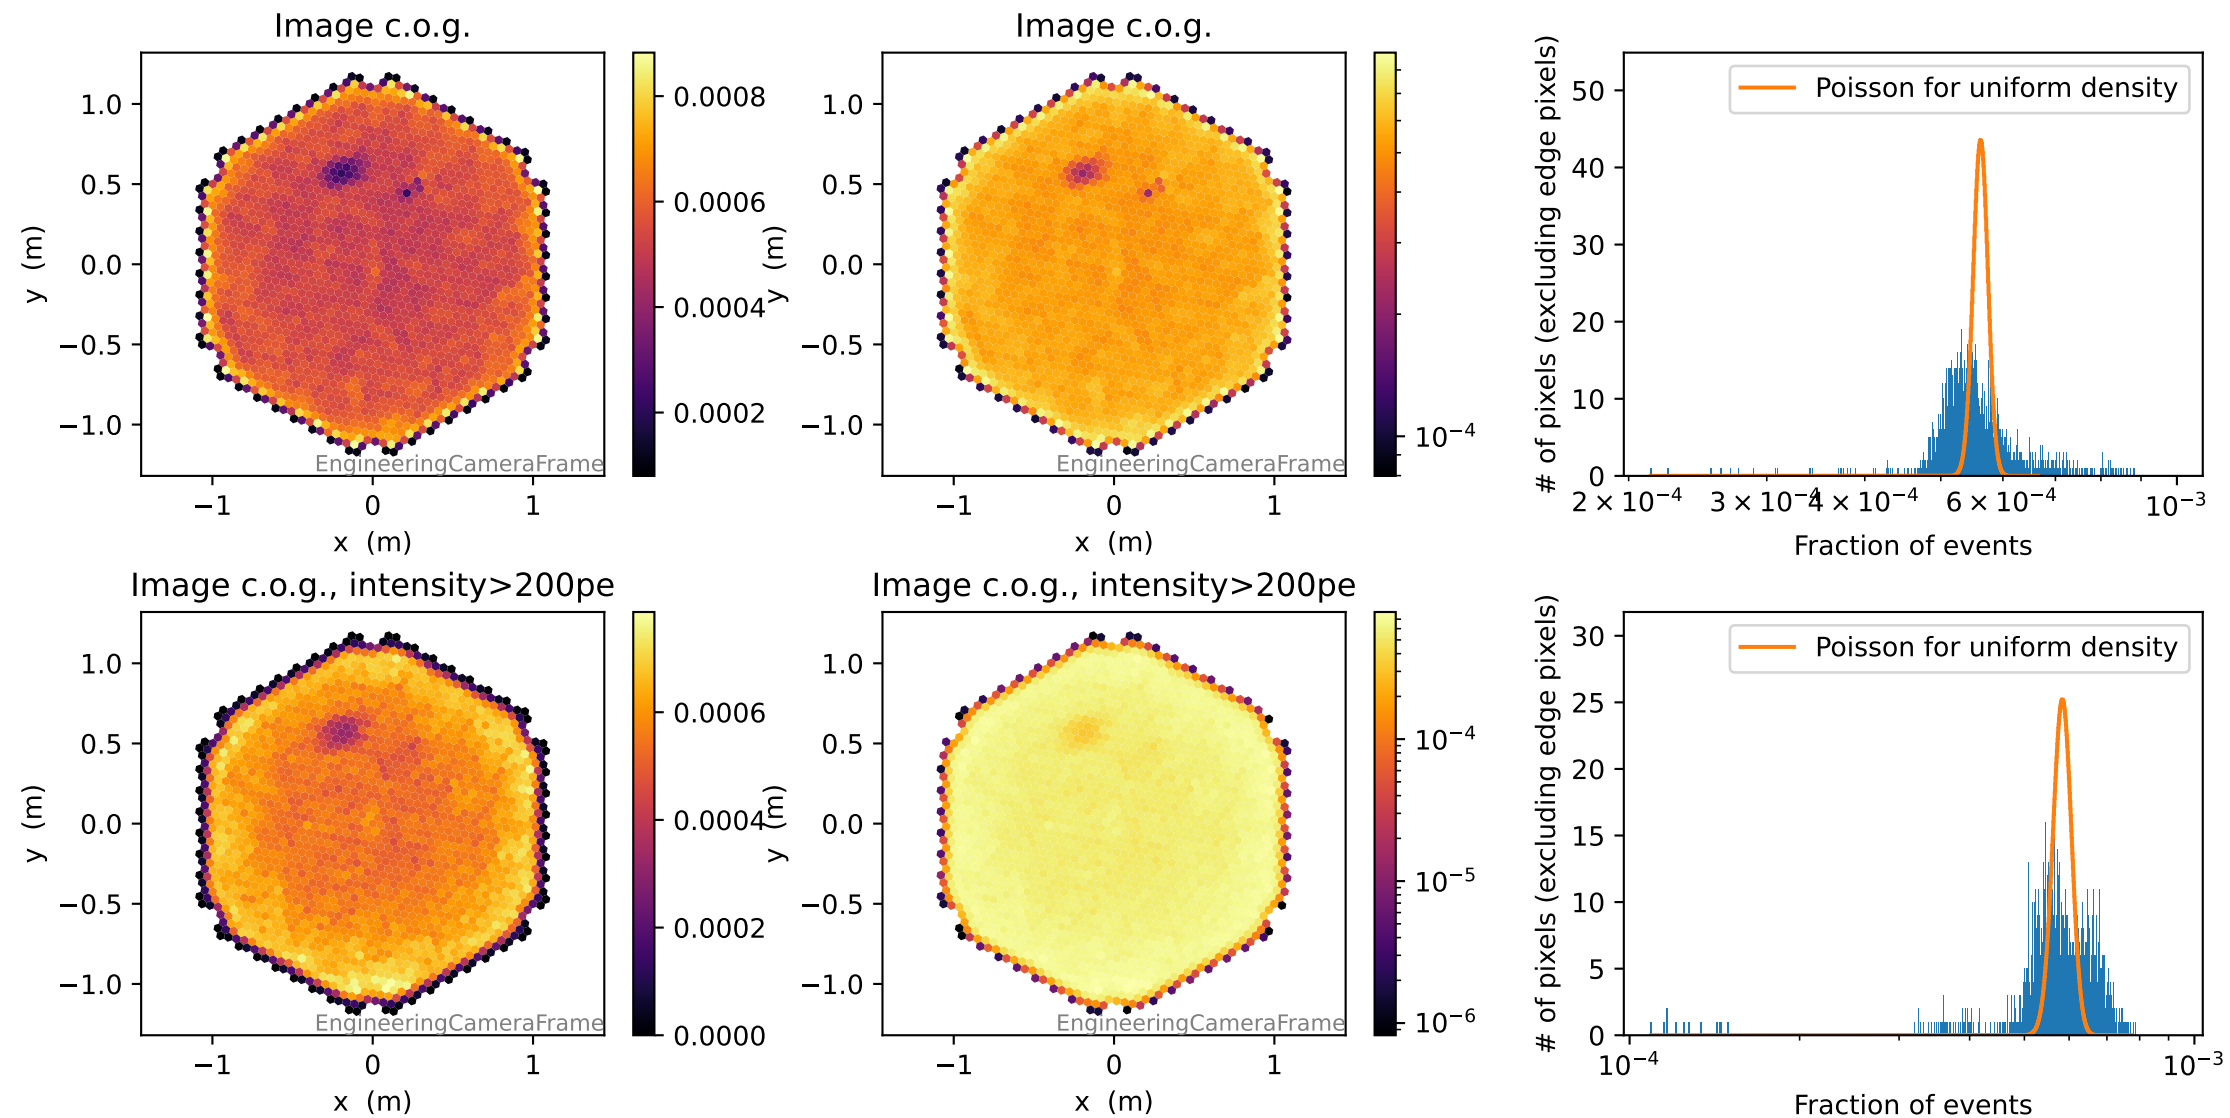 Image c.o.g.
1.0
0.5
0.0
−0.5
−1.0
y (m)
−1
0
1
x (m)
EngineeringCameraFrame
0.0008
0.0006
0.0004
0.0002
Image c.o.g.
1.0
0.5
0.0
−0.5
−1.0
y (m)
−1
0
1
x (m)
EngineeringCameraFrame
10⁻⁴
Poisson for uniform density
50
40
30
20
10
0
# of pixels (excluding edge pixels)
2 × 10⁻⁴
3 × 10⁻⁴
4 × 10⁻⁴
6 × 10⁻⁴
10⁻³
Fraction of events
Image c.o.g., intensity>200pe
1.0
0.5
0.0
−0.5
−1.0
y (m)
−1
0
1
x (m)
EngineeringCameraFrame
0.0006
0.0004
0.0002
0.0000
Image c.o.g., intensity>200pe
1.0
0.5
0.0
−0.5
−1.0
y (m)
−1
0
1
x (m)
EngineeringCameraFrame
10⁻⁴
10⁻⁵
10⁻⁶
Poisson for uniform density
30
25
20
15
10
5
0
# of pixels (excluding edge pixels)
10⁻⁴
10⁻³
Fraction of events